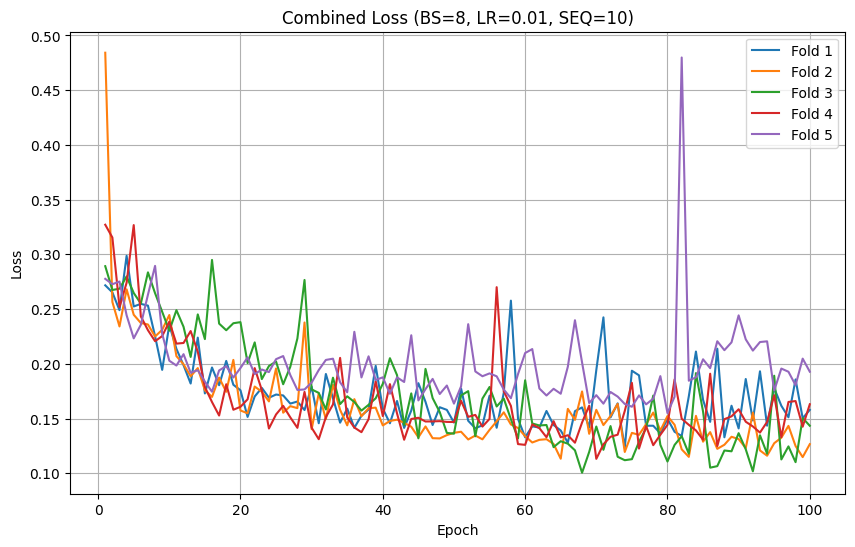 Combined Loss (BS=8, LR=0.01, SEQ=10)
0.50
0.45
0.40
0.35
0.30
0.25
0.20
0.15
0.10
Loss
Fold 1
Fold 2
Fold 3
Fold 4
Fold 5
0
20
40
60
80
100
Epoch